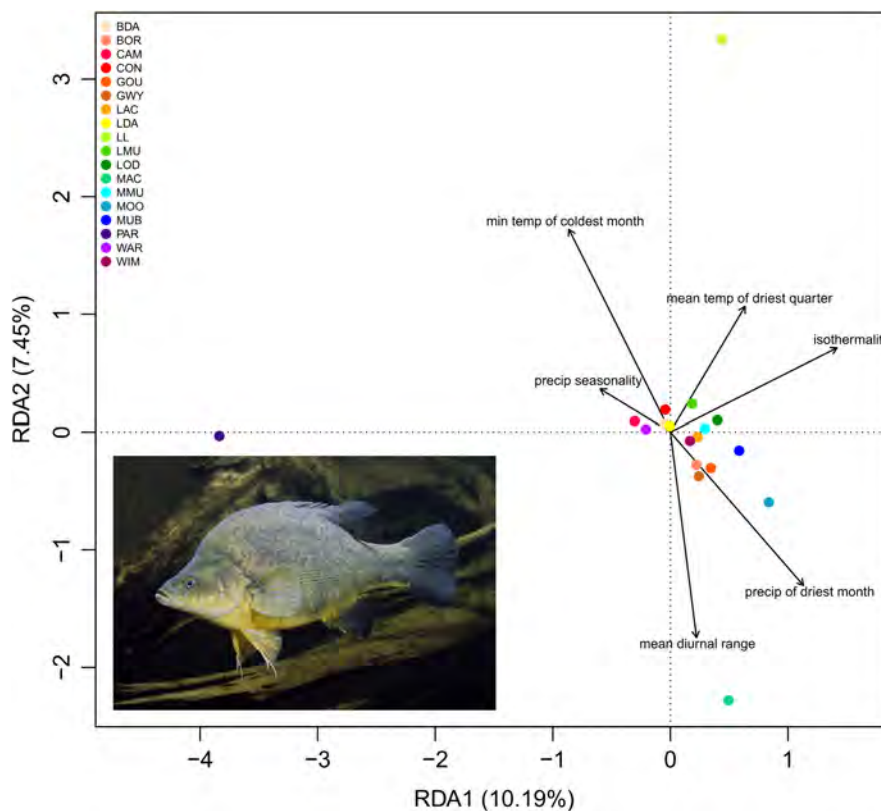 BDA
BOR
CAM
CON
GOU
GWY
LAC
LDA
LL
LMU
LOD
MAC
MMU
MOO
MUB
PAR
WAR
WIM
3
2
1
0
−1
−2
RDA2 (7.45%)
min temp of coldest month
mean temp of driest quarter
isothermalit
precip seasonality
precip of driest month
mean diurnal range
−4 −3 −2 −1 0 1
RDA1 (10.19%)